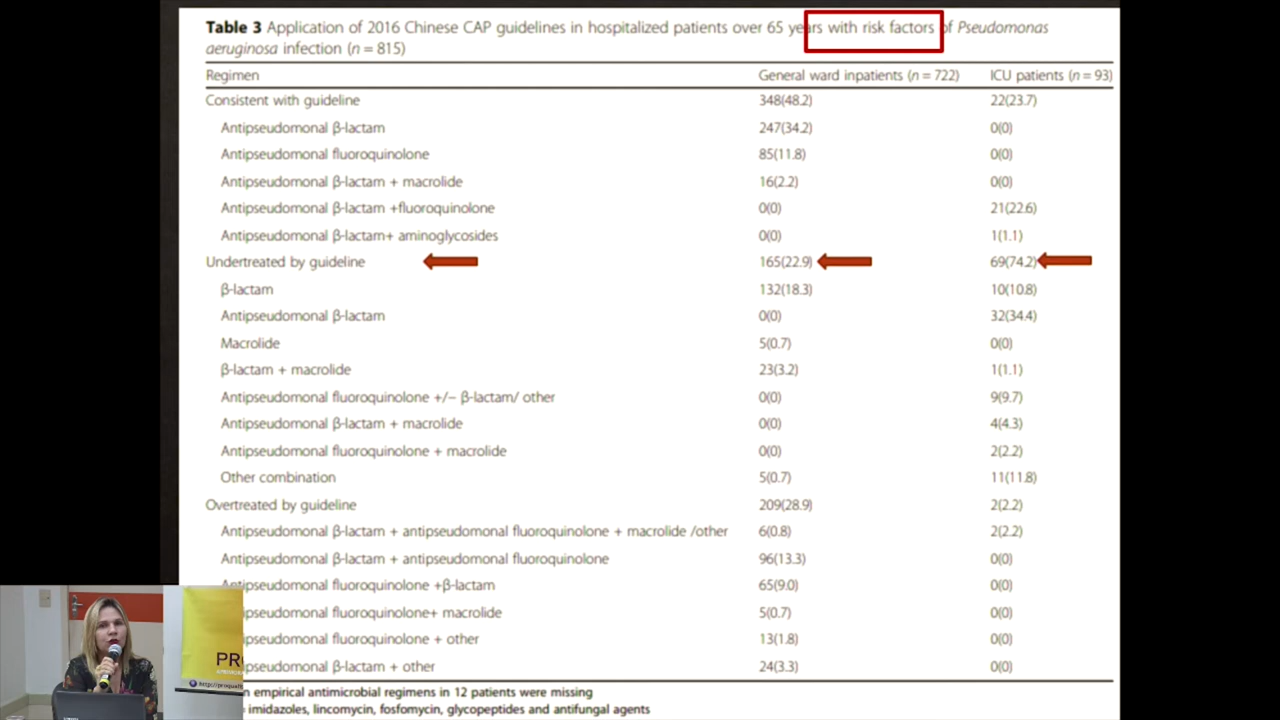 Table 3 Application of 2016 Chinese CAP guidelines in hospitalized patients over 65 years with risk factors of Pseudomonas
aeruginosa infection (n = 815)
Regimen General ward inpatients (n = 722) ICU patients (n = 93)
Consistent with guideline 348(48.2) 22(23.7)
Antipseudomonal β-lactam 247(34.2) 0(0)
Antipseudomonal fluoroquinolone 85(11.8) 0(0)
Antipseudomonal β-lactam + macrolide 16(2.2) 0(0)
Antipseudomonal β-lactam +fluoroquinolone 0(0) 21(22.6)
Antipseudomonal β-lactam+ aminoglycosides 0(0) 1(1.1)
Undertreated by guideline 165(22.9) 69(74.2)
β-lactam 132(18.3) 10(10.8)
Antipseudomonal β-lactam 0(0) 32(34.4)
Macrolide 5(0.7) 0(0)
β-lactam + macrolide 23(3.2) 1(1.1)
Antipseudomonal fluoroquinolone +/− β-lactam/ other 0(0) 9(9.7)
Antipseudomonal β-lactam + macrolide 0(0) 4(4.3)
Antipseudomonal fluoroquinolone + macrolide 0(0) 2(2.2)
Other combination 5(0.7) 11(11.8)
Overtreated by guideline 209(28.9) 2(2.2)
Antipseudomonal β-lactam + antipseudomonal fluoroquinolone + macrolide /other 6(0.8) 2(2.2)
Antipseudomonal β-lactam + antipseudomonal fluoroquinolone 96(13.3) 0(0)
Antipseudomonal fluoroquinolone +β-lactam 65(9.0) 0(0)
ipseudomonal fluoroquinolone+ macrolide 5(0.7) 0(0)
ipseudomonal fluoroquinolone + other 13(1.8) 0(0)
ipseudomonal β-lactam + other 24(3.3) 0(0)
n empirical antimicrobial regimens in 12 patients were missing
= imidazoles, lincomycin, fosfomycin, glycopeptides and antifungal agents
PR